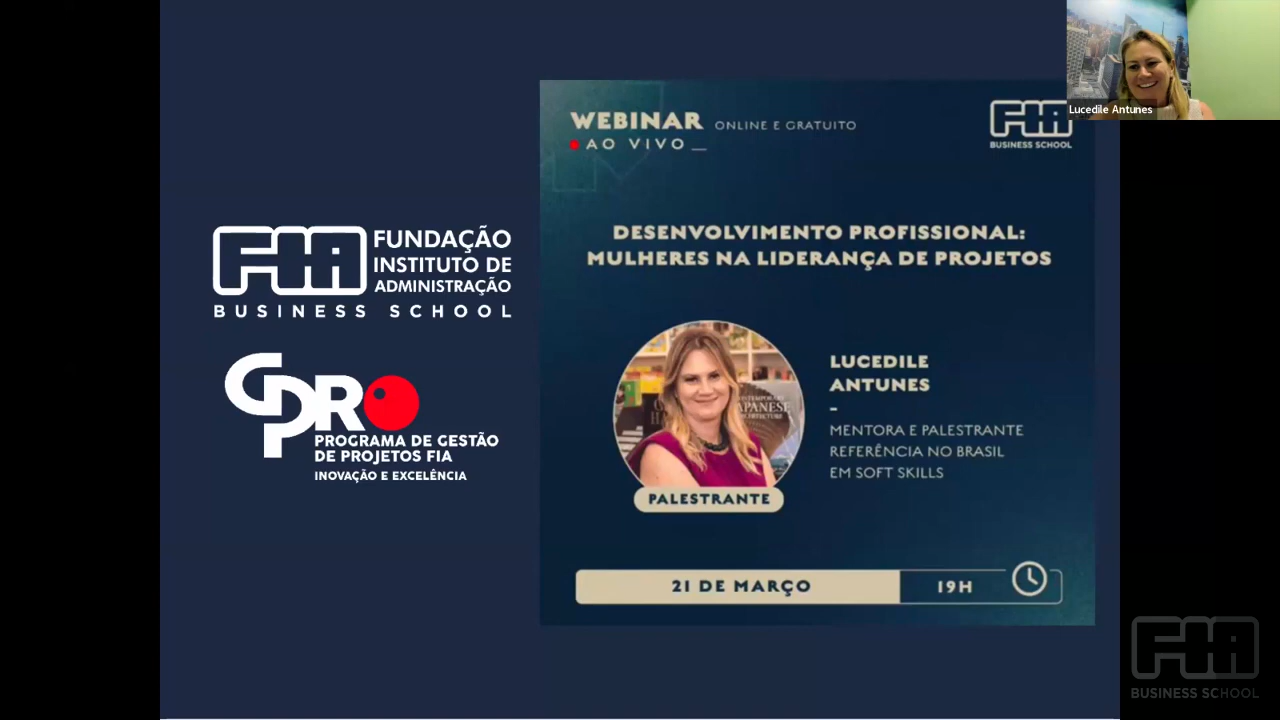 FIA FUNDAÇÃO
INSTITUTO DE
ADMINISTRAÇÃO
BUSINESS SCHOOL
GPRO
PROGRAMA DE GESTÃO
DE PROJETOS FIA
INOVAÇÃO E EXCELÊNCIA
WEBINAR ONLINE E GRATUITO
AO VIVO_
FIA
BUSINESS SCHOOL
DESENVOLVIMENTO PROFISSIONAL:
MULHERES NA LIDERANÇA DE PROJETOS
JAPANESE
LUCEDILE
ANTUNES
-
MENTORA E PALESTRANTE
REFERÊNCIA NO BRASIL
EM SOFT SKILLS
PALESTRANTE
21 DE MARÇO 19H
Lucedile Antunes
FIA
BUSINESS SCHOOL